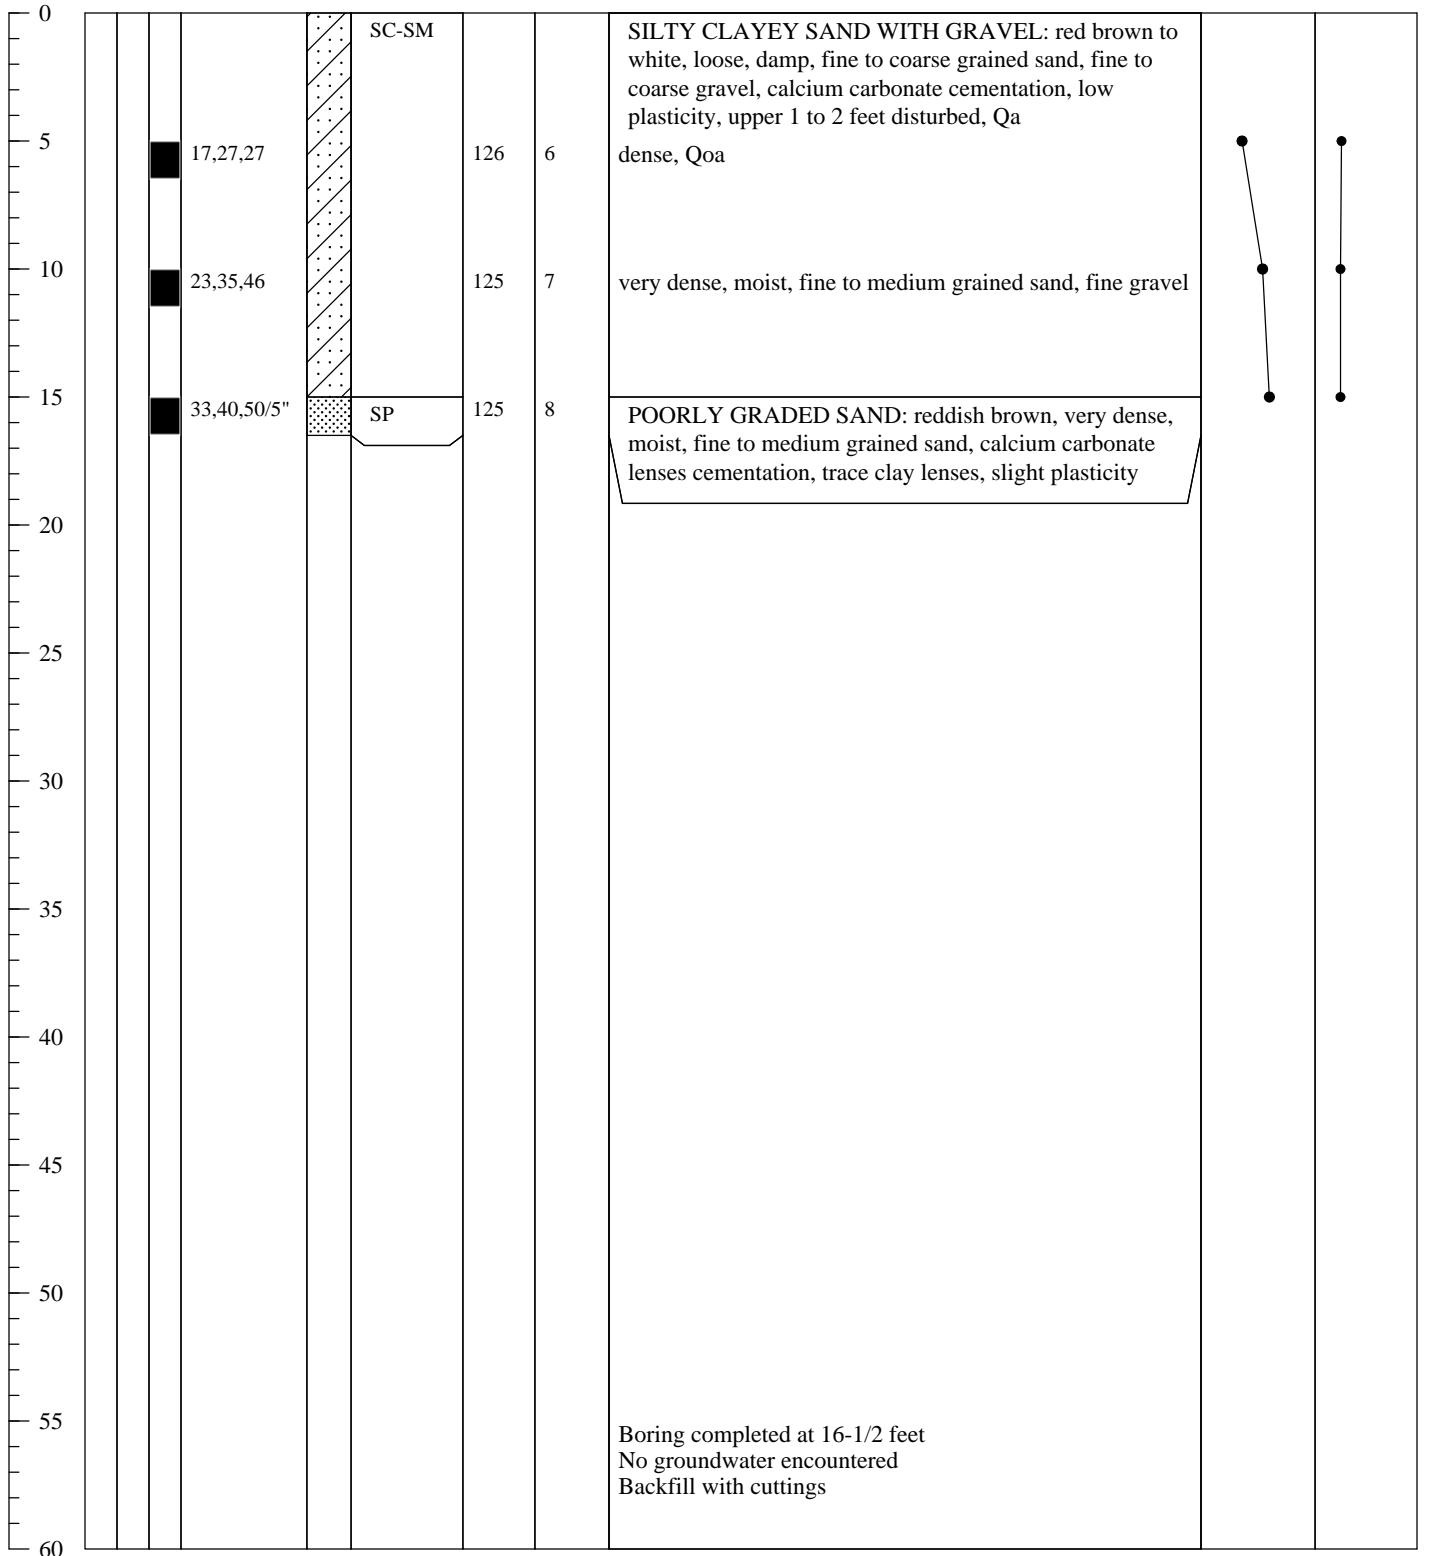 0
SC-SM
SILTY CLAYEY SAND WITH GRAVEL: red brown to
white, loose, damp, fine to coarse grained sand, fine to
coarse gravel, calcium carbonate cementation, low
plasticity, upper 1 to 2 feet disturbed, Qa
5
17,27,27
126
6
dense, Qoa
10
23,35,46
125
7
very dense, moist, fine to medium grained sand, fine gravel
15
33,40,50/5"
SP
125
8
POORLY GRADED SAND: reddish brown, very dense,
moist, fine to medium grained sand, calcium carbonate
lenses cementation, trace clay lenses, slight plasticity
20
25
30
35
40
45
50
55
Boring completed at 16-1/2 feet
No groundwater encountered
Backfill with cuttings
60